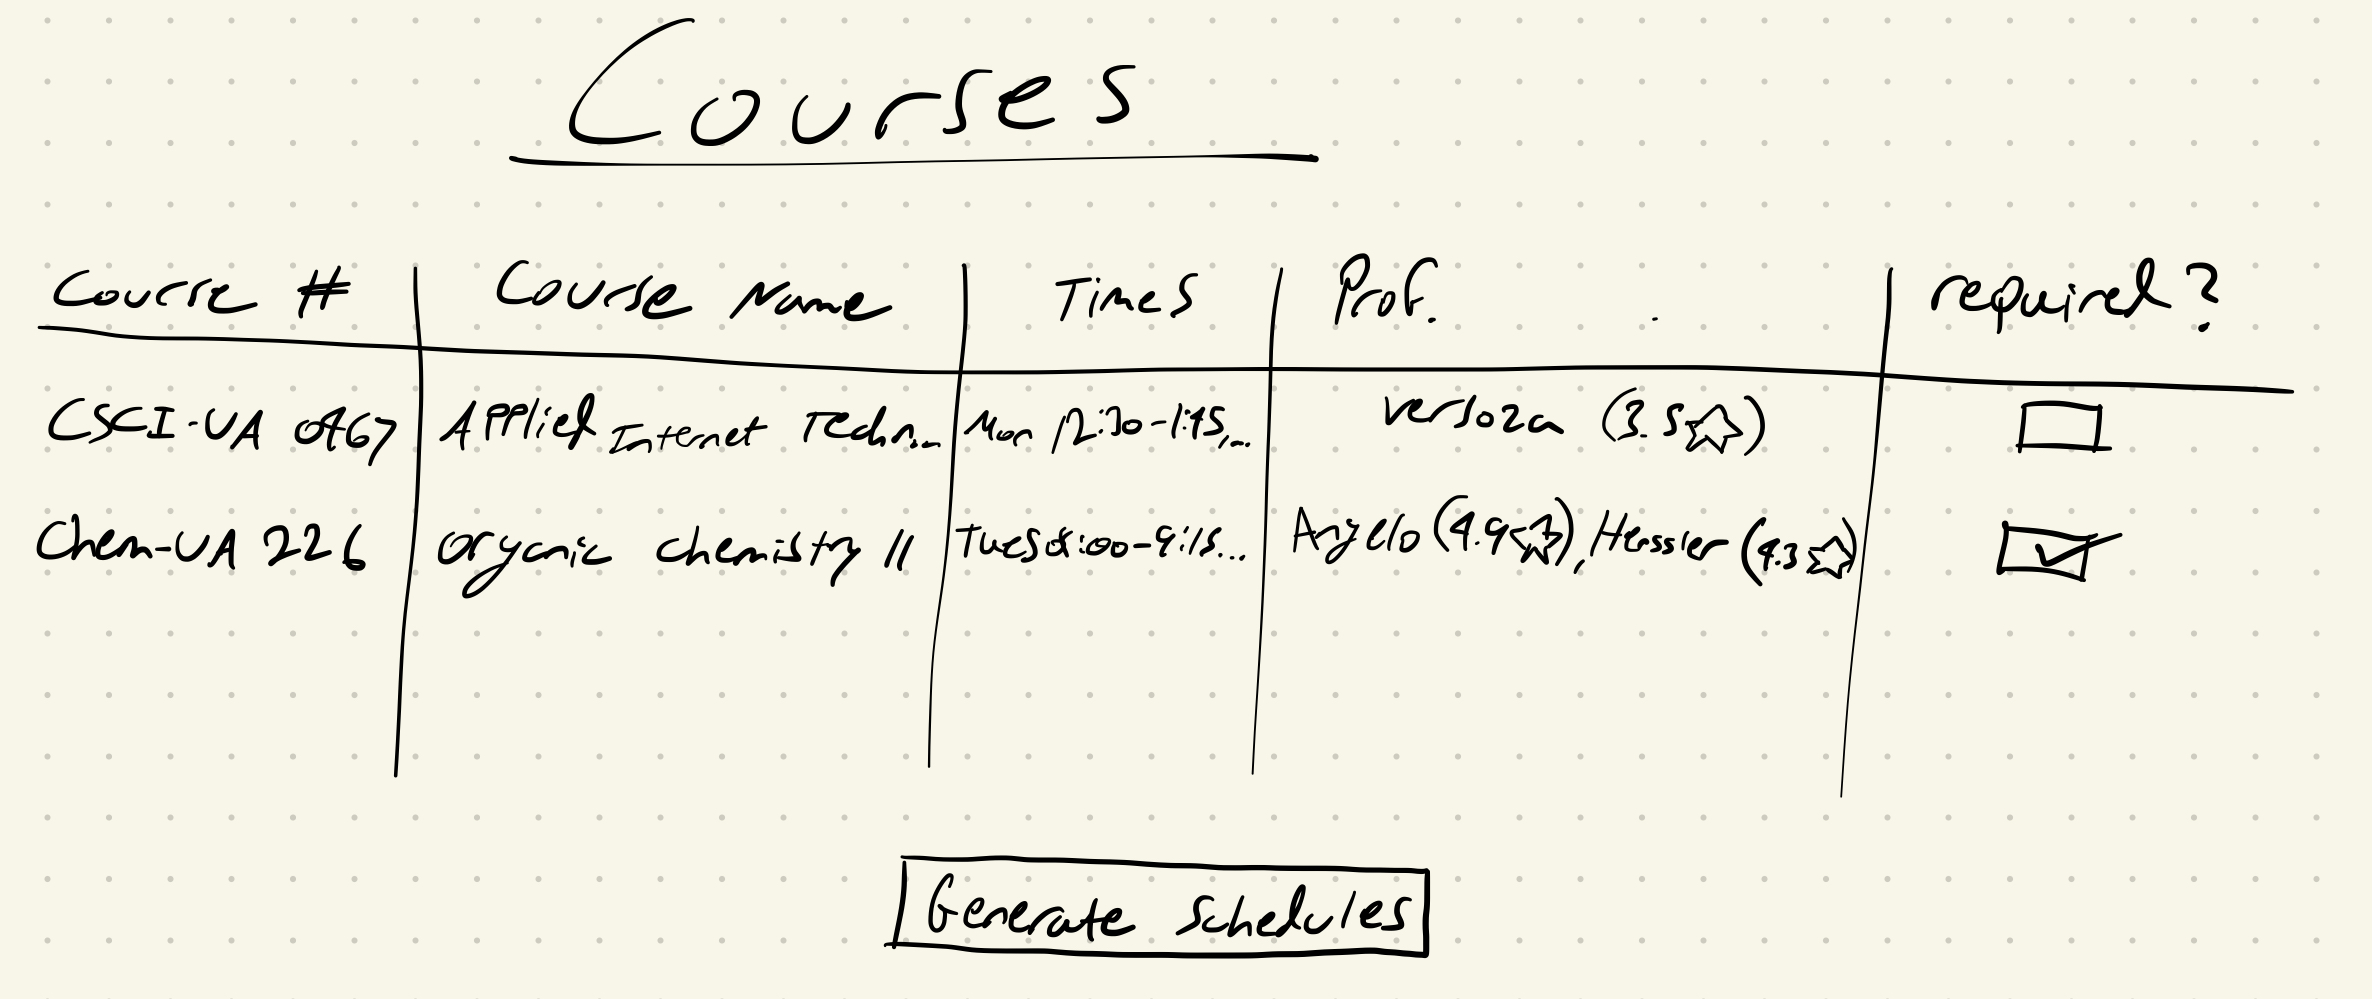 Courses
Course # Course Name Times Prof. required?
CSCI-UA 0467 Applied Internet Techn... Mon 12:30-1:45,... Versoza (3.5☆)
Chem-UA 226 organic chemistry 11 Tues 8:00-9:15... Angelo (4.9☆), Hessler (4.3☆)
Generate Schedules